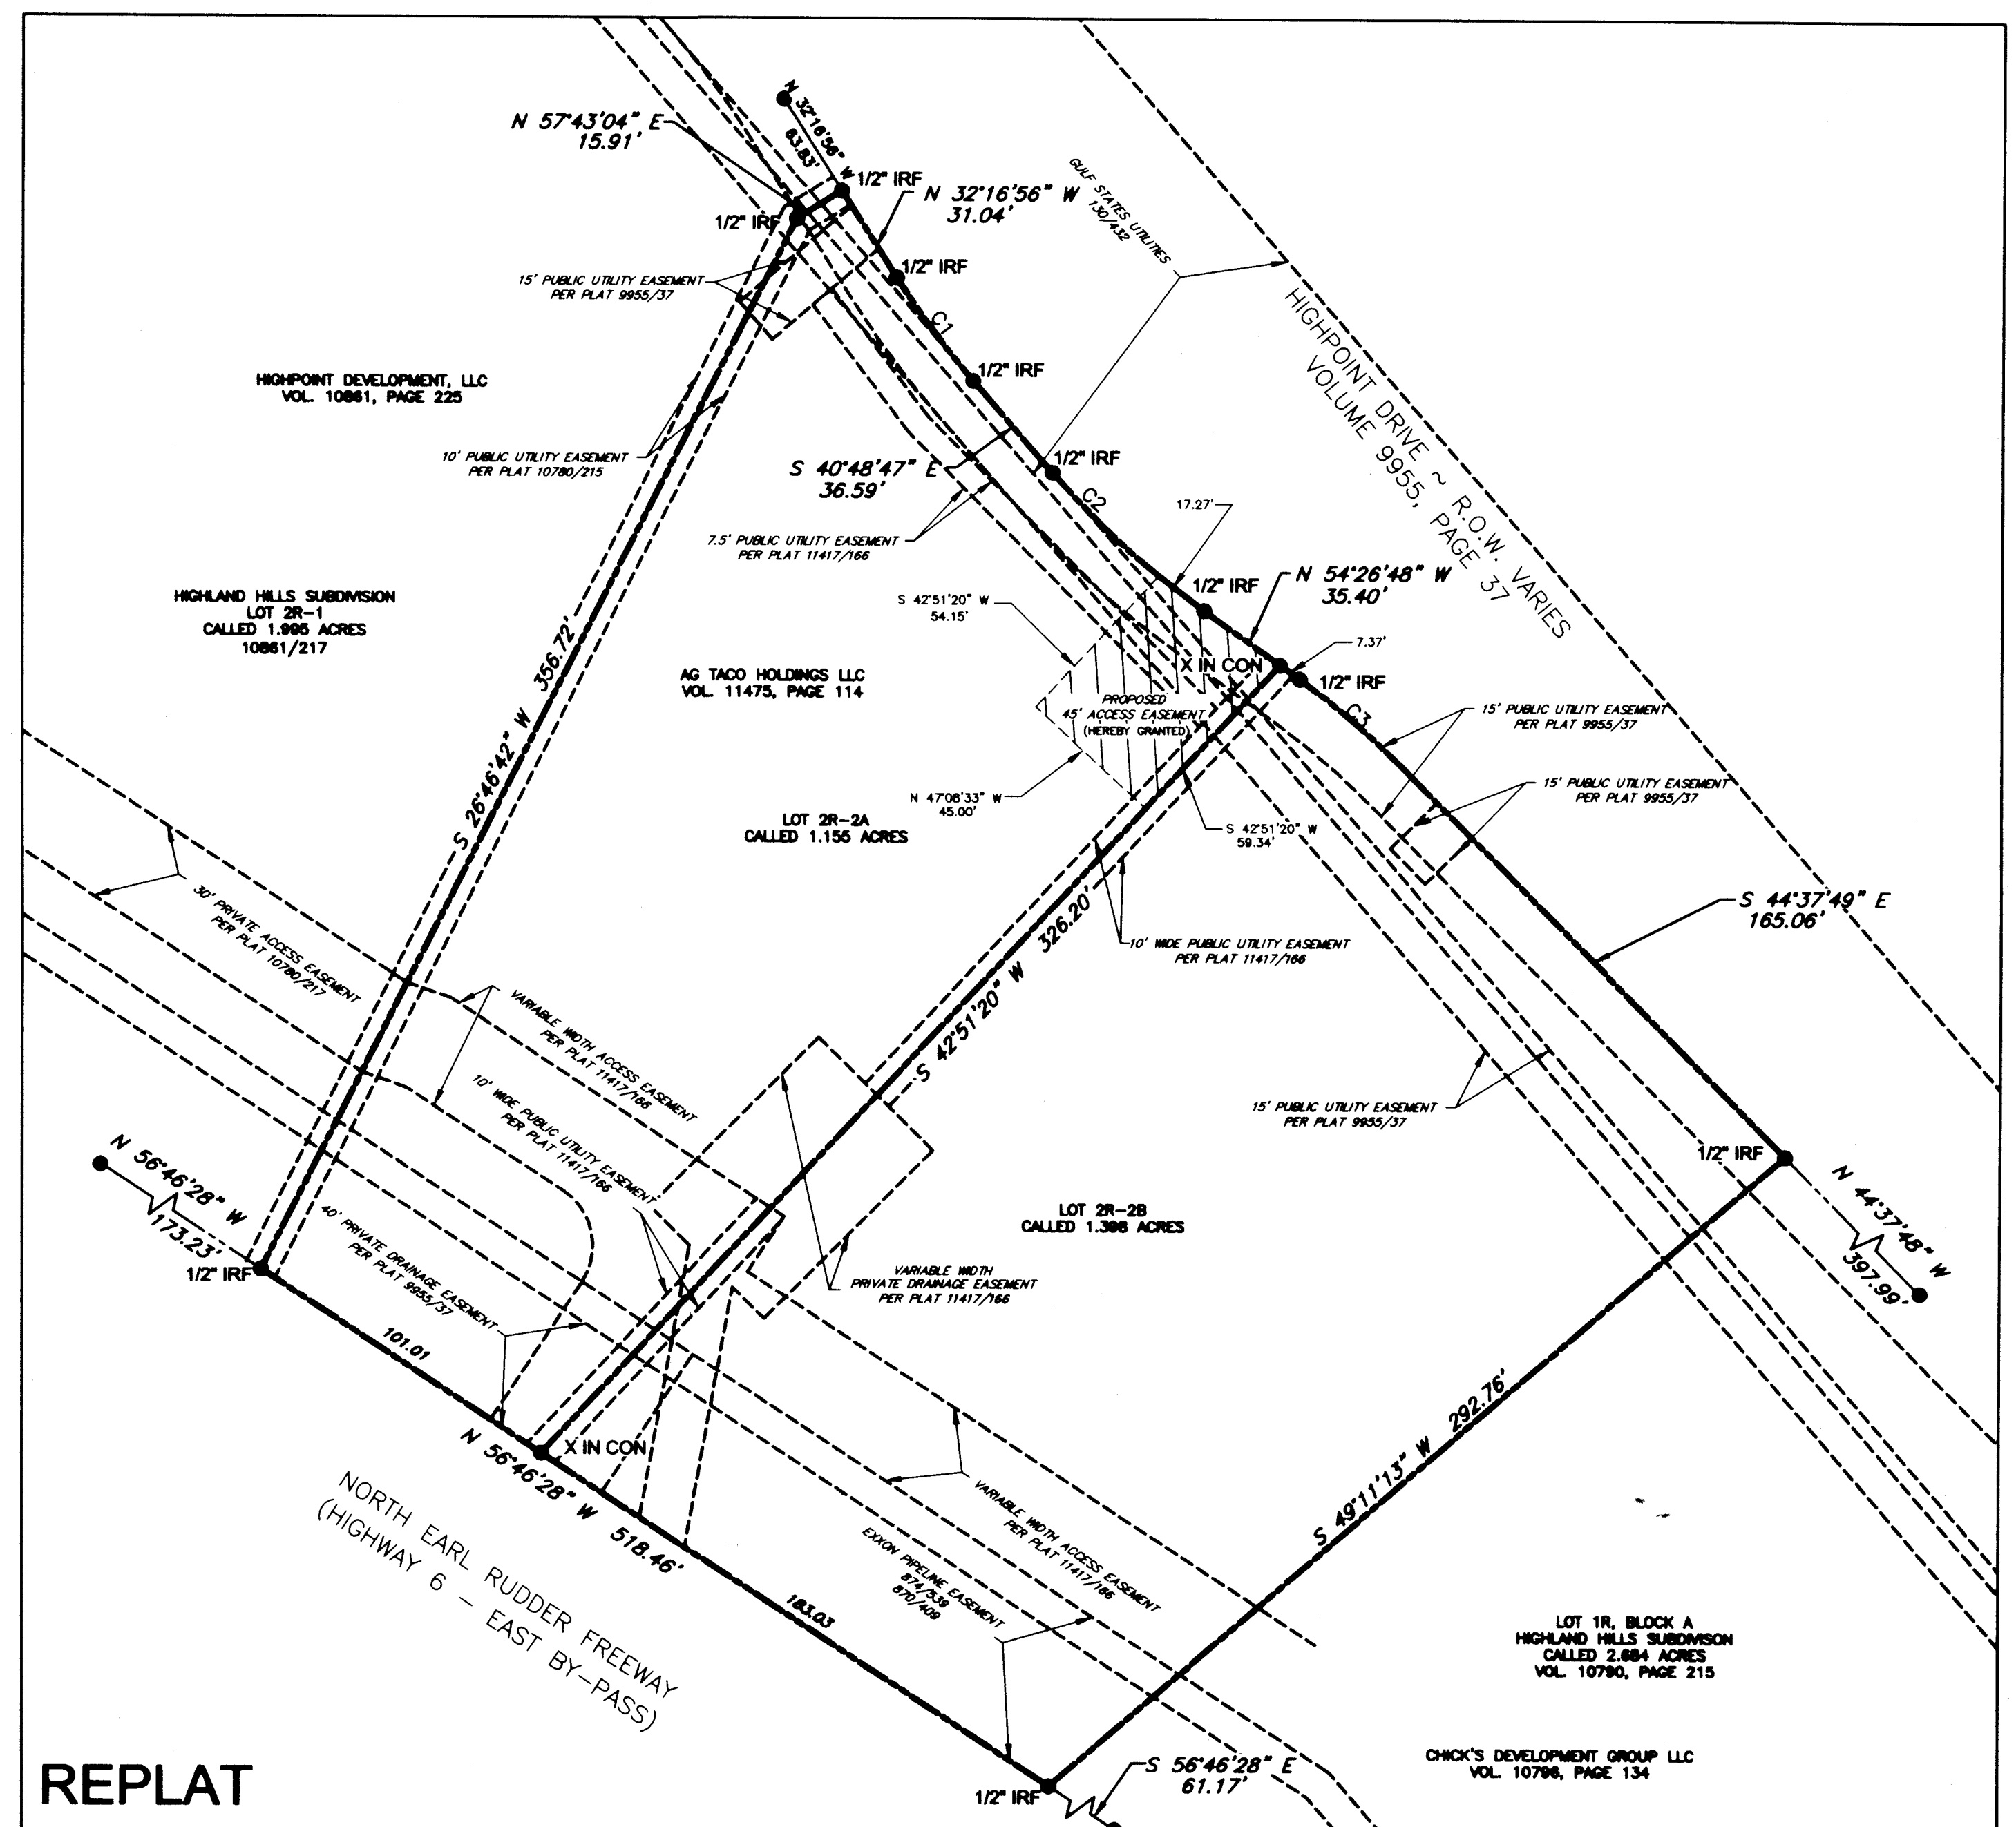 N 32°16'56" W
63.83'
N 57°43'04" E
15.91'
1/2" IRF
1/2" IRF
N 32°16'56" W
31.04'
GULF STATES UTILITIES
130/432
1/2" IRF
15' PUBLIC UTILITY EASEMENT
PER PLAT 9955/37
C1
HIGHPOINT DRIVE ~ R.O.W. VARIES
VOLUME 9955, PAGE 37
HIGHPOINT DEVELOPMENT, LLC
VOL. 10861, PAGE 225
1/2" IRF
10' PUBLIC UTILITY EASEMENT
PER PLAT 10780/215
S 40°48'47" E
36.59'
1/2" IRF
C2
17.27'
7.5' PUBLIC UTILITY EASEMENT
PER PLAT 11417/166
1/2" IRF
N 54°26'48" W
35.40'
HIGHLAND HILLS SUBDIVISION
LOT 2R-1
CALLED 1.995 ACRES
10861/217
S 42°51'20" W
54.15'
7.37'
X IN CON
1/2" IRF
S 26°46'42" W 356.72'
AG TACO HOLDINGS LLC
VOL. 11475, PAGE 114
PROPOSED
45' ACCESS EASEMENT
(HEREBY GRANTED)
C3
15' PUBLIC UTILITY EASEMENT
PER PLAT 9955/37
15' PUBLIC UTILITY EASEMENT
PER PLAT 9955/37
N 47°08'33" W
45.00'
LOT 2R-2A
CALLED 1.155 ACRES
S 42°51'20" W
59.34'
30' PRIVATE ACCESS EASEMENT
PER PLAT 10780/217
S 44°37'49" E
165.06'
10' WIDE PUBLIC UTILITY EASEMENT
PER PLAT 11417/166
S 42°51'20" W 326.20'
VARIABLE WIDTH ACCESS EASEMENT
PER PLAT 11417/166
10' WIDE PUBLIC UTILITY EASEMENT
PER PLAT 11417/166
15' PUBLIC UTILITY EASEMENT
PER PLAT 9955/37
1/2" IRF
N 56°46'28" W
173.23'
N 44°37'48" W
397.99'
40' PRIVATE DRAINAGE EASEMENT
PER PLAT 9955/37
LOT 2R-2B
CALLED 1.398 ACRES
1/2" IRF
VARIABLE WIDTH
PRIVATE DRAINAGE EASEMENT
PER PLAT 11417/166
101.01
S 49°11'13" W 292.76'
X IN CON
N 56°46'28" W 518.46'
NORTH EARL RUDDER FREEWAY
(HIGHWAY 6 - EAST BY-PASS)
VARIABLE WIDTH ACCESS EASEMENT
PER PLAT 11417/166
EXXON PIPELINE EASEMENT
874/539
870/409
183.03
LOT 1R, BLOCK A
HIGHLAND HILLS SUBDIVISON
CALLED 2.684 ACRES
VOL. 10790, PAGE 215
CHICK'S DEVELOPMENT GROUP LLC
VOL. 10796, PAGE 134
REPLAT
S 56°46'28" E
61.17'
1/2" IRF